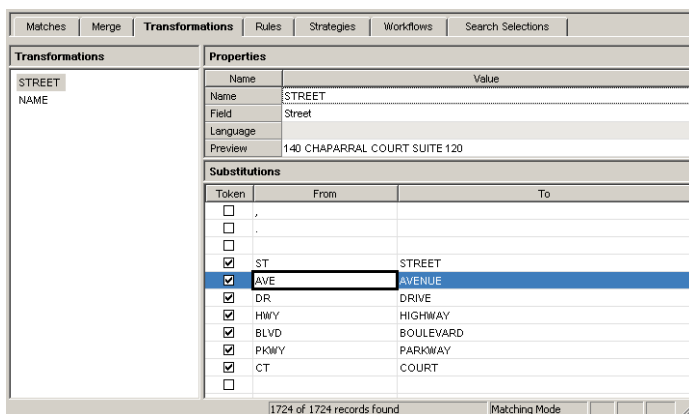 Matches Merge Transformations Rules Strategies Workflows Search Selections
Transformations
STREET
NAME
Properties
Name Value
Name STREET
Field Street
Language
Preview 140 CHAPARRAL COURT SUITE 120
Substitutions
Token From To
,
.
ST STREET
AVE AVENUE
DR DRIVE
HWY HIGHWAY
BLVD BOULEVARD
PKWY PARKWAY
CT COURT
1724 of 1724 records found Matching Mode